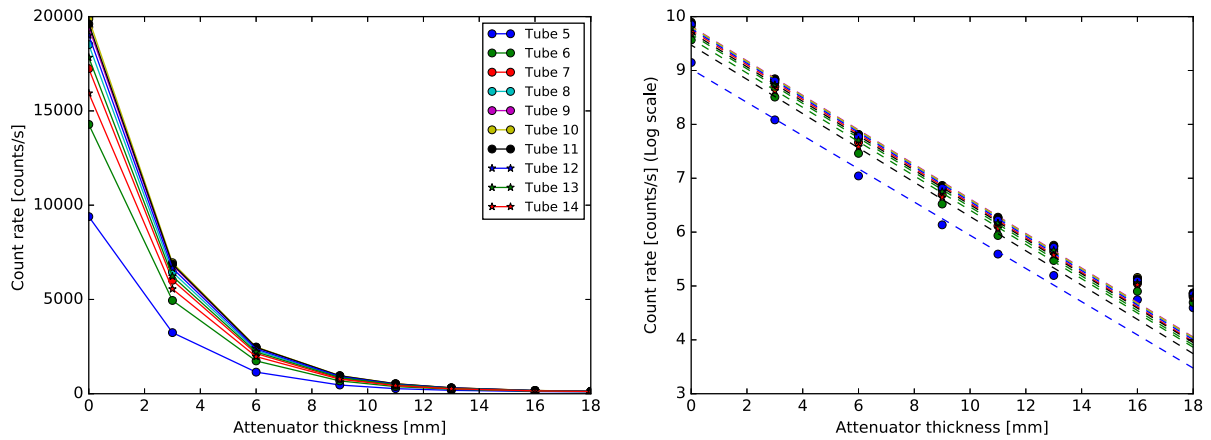 20000
15000
10000
5000
0
0 2 4 6 8 10 12 14 16 18
Attenuator thickness [mm]
Count rate [counts/s]
Tube 5
Tube 6
Tube 7
Tube 8
Tube 9
Tube 10
Tube 11
Tube 12
Tube 13
Tube 14
10
9
8
7
6
5
4
3
0 2 4 6 8 10 12 14 16 18
Attenuator thickness [mm]
Count rate [counts/s] (Log scale)